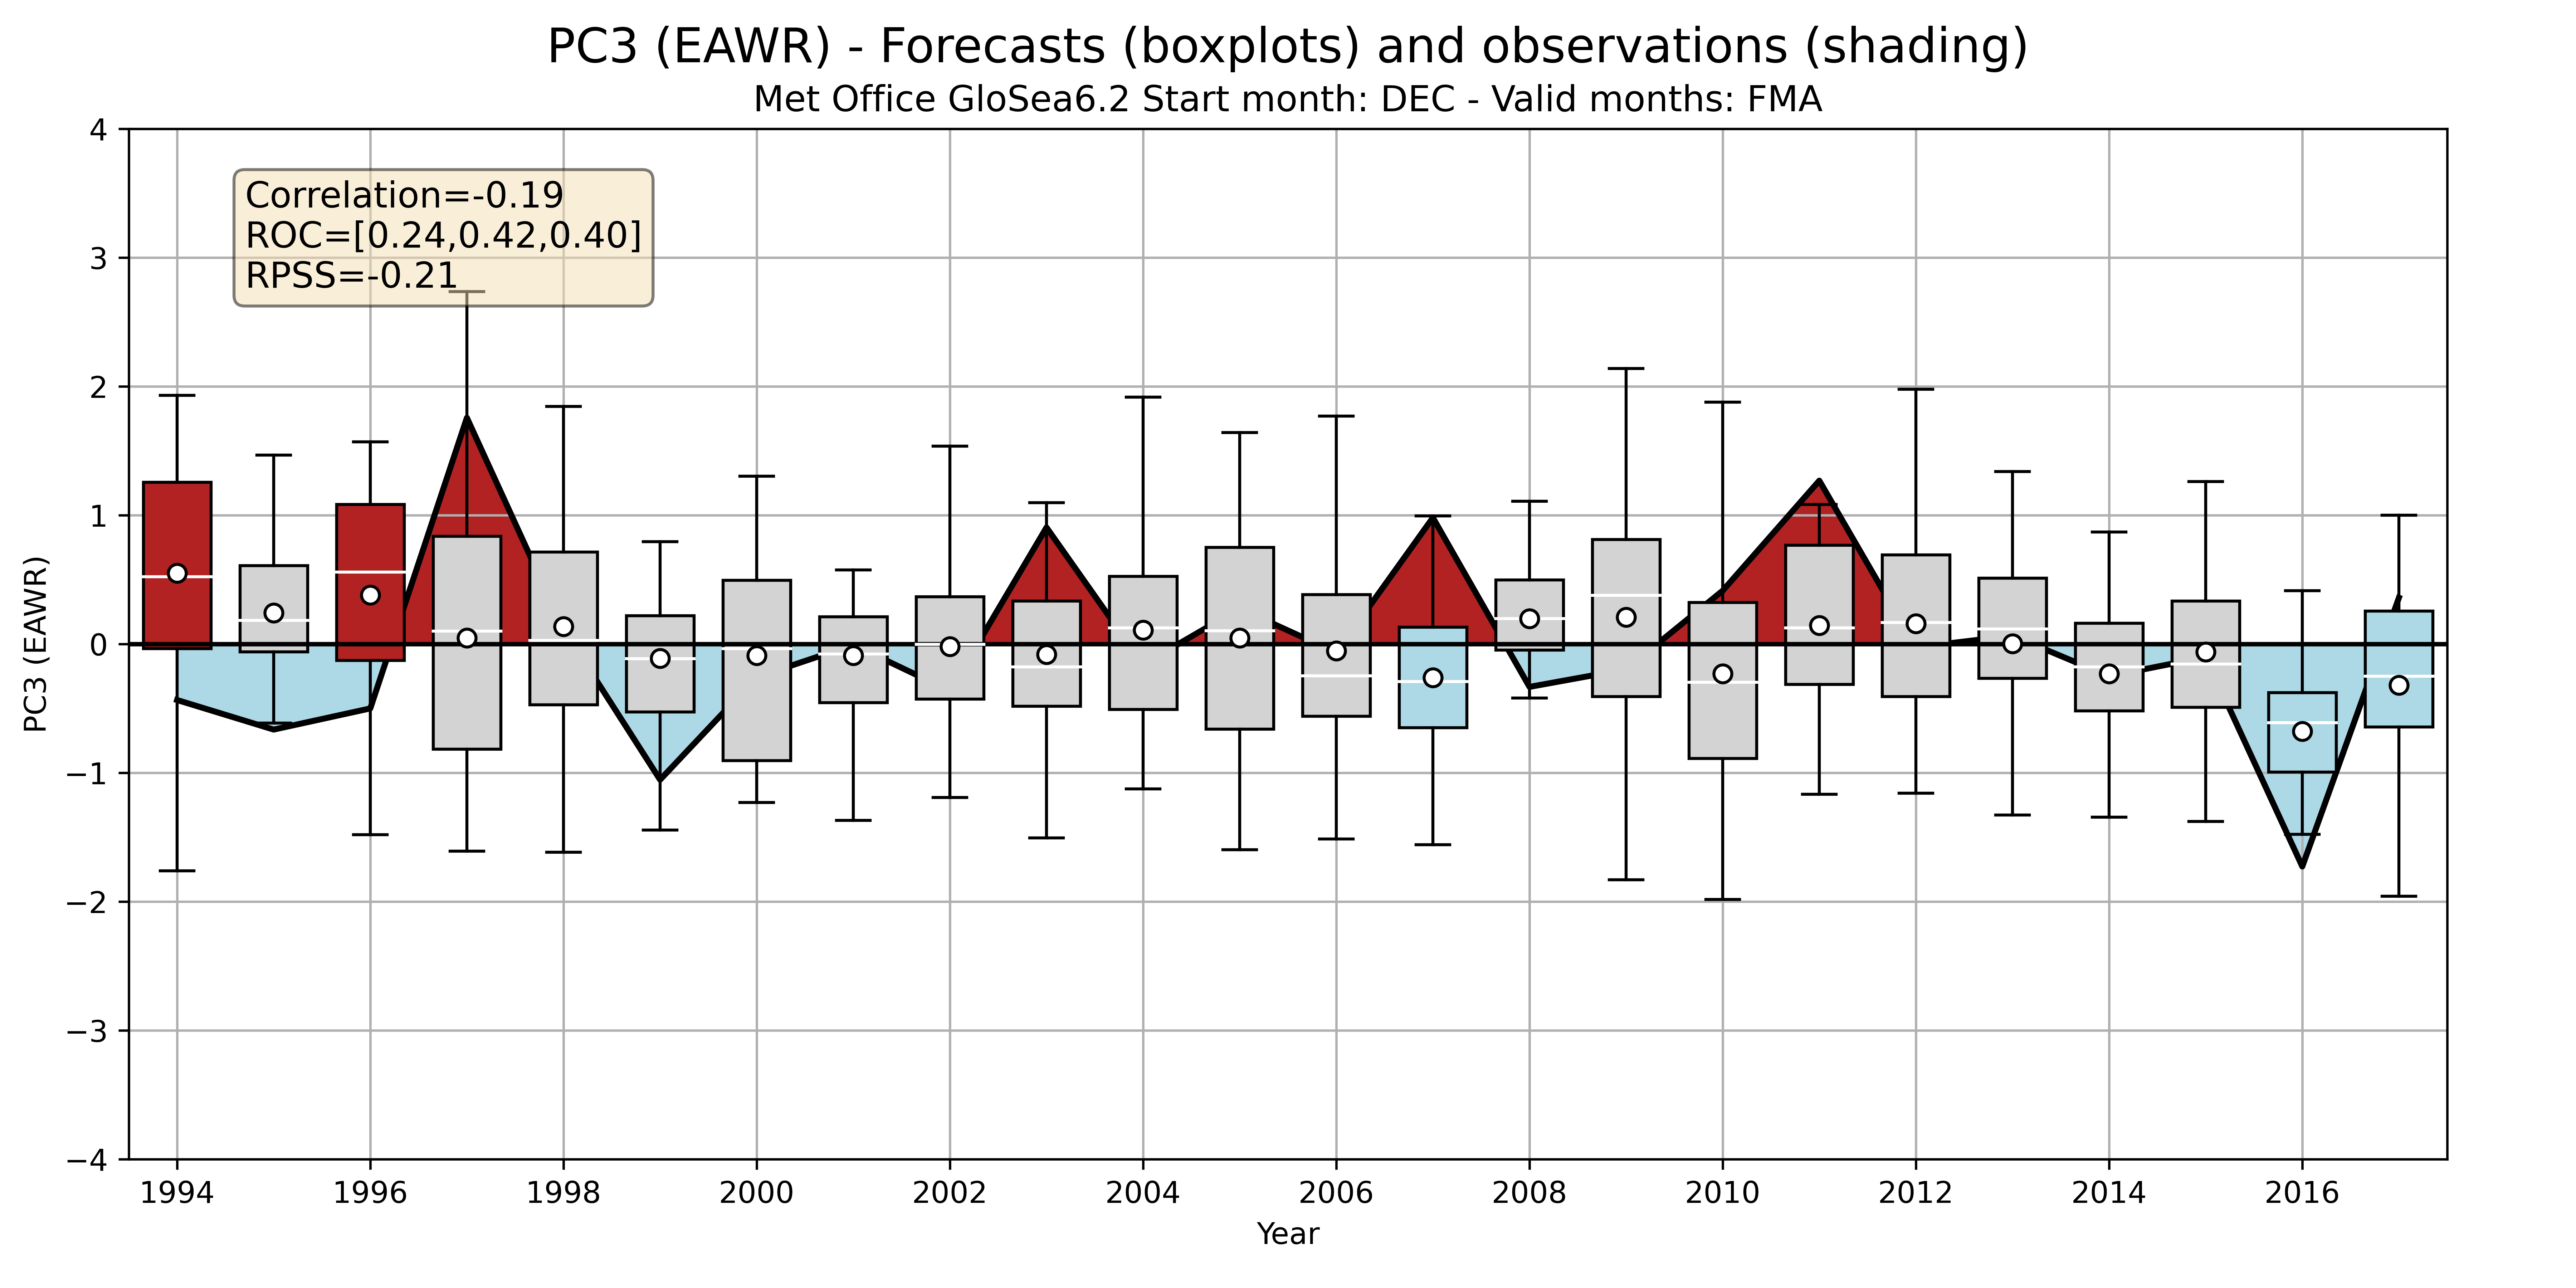 PC3 (EAWR) - Forecasts (boxplots) and observations (shading)
Met Office GloSea6.2 Start month: DEC - Valid months: FMA
Correlation=-0.19
ROC=[0.24,0.42,0.40]
RPSS=-0.21
PC3 (EAWR)
4
3
2
1
0
−1
−2
−3
−4
1994 1996 1998 2000 2002 2004 2006 2008 2010 2012 2014 2016
Year